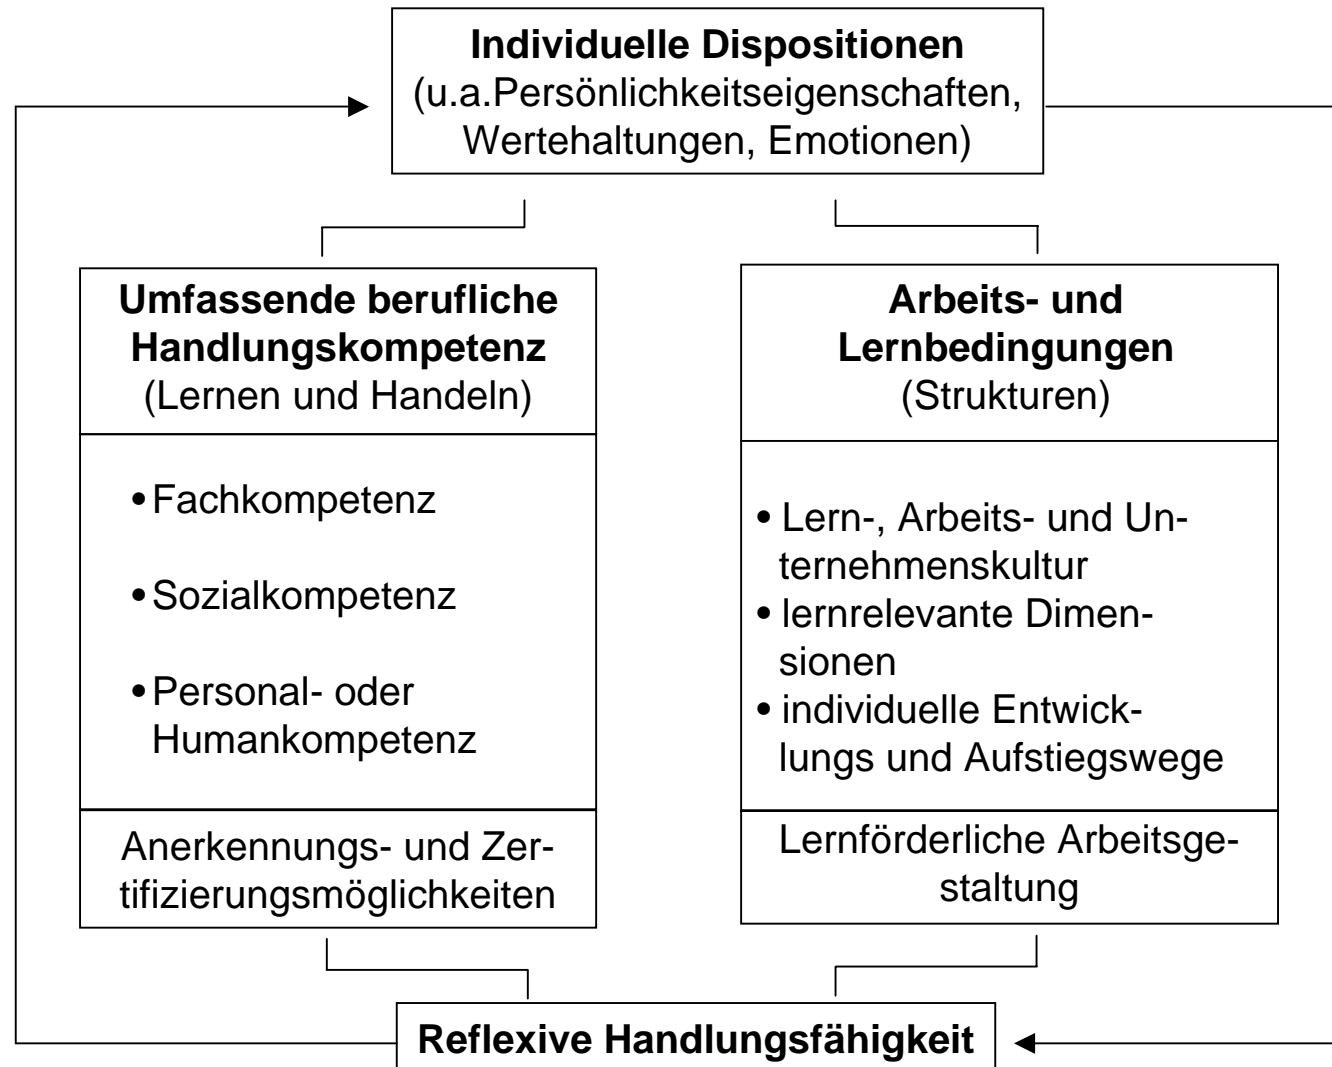 Individuelle Dispositionen
(u.a.Persönlichkeitseigenschaften,
Wertehaltungen, Emotionen)
Umfassende berufliche
Handlungskompetenz
(Lernen und Handeln)
• Fachkompetenz
• Sozialkompetenz
• Personal- oder
Humankompetenz
Anerkennungs- und Zer-
tifizierungsmöglichkeiten
Arbeits- und
Lernbedingungen
(Strukturen)
• Lern-, Arbeits- und Un-
ternehmenskultur
• lernrelevante Dimen-
sionen
• individuelle Entwick-
lungs und Aufstiegswege
Lernförderliche Arbeitsge-
staltung
Reflexive Handlungsfähigkeit